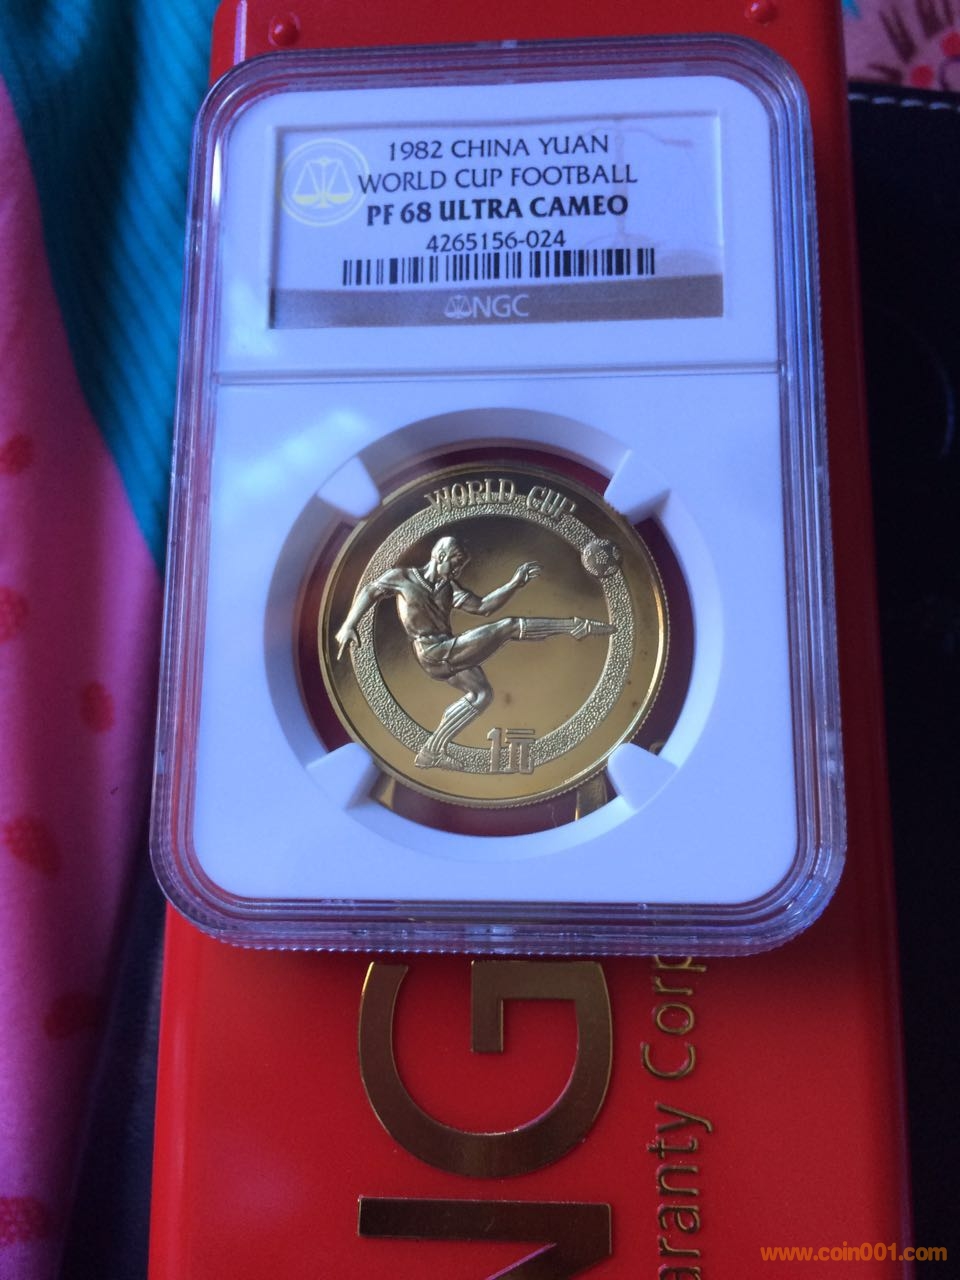 1982 CHINA YUAN
WORLD CUP FOOTBALL
PF 68 ULTRA CAMEO
4265156-024
NGC
WORLD CUP
1元
NG
aranty Corp
www.coin001.com